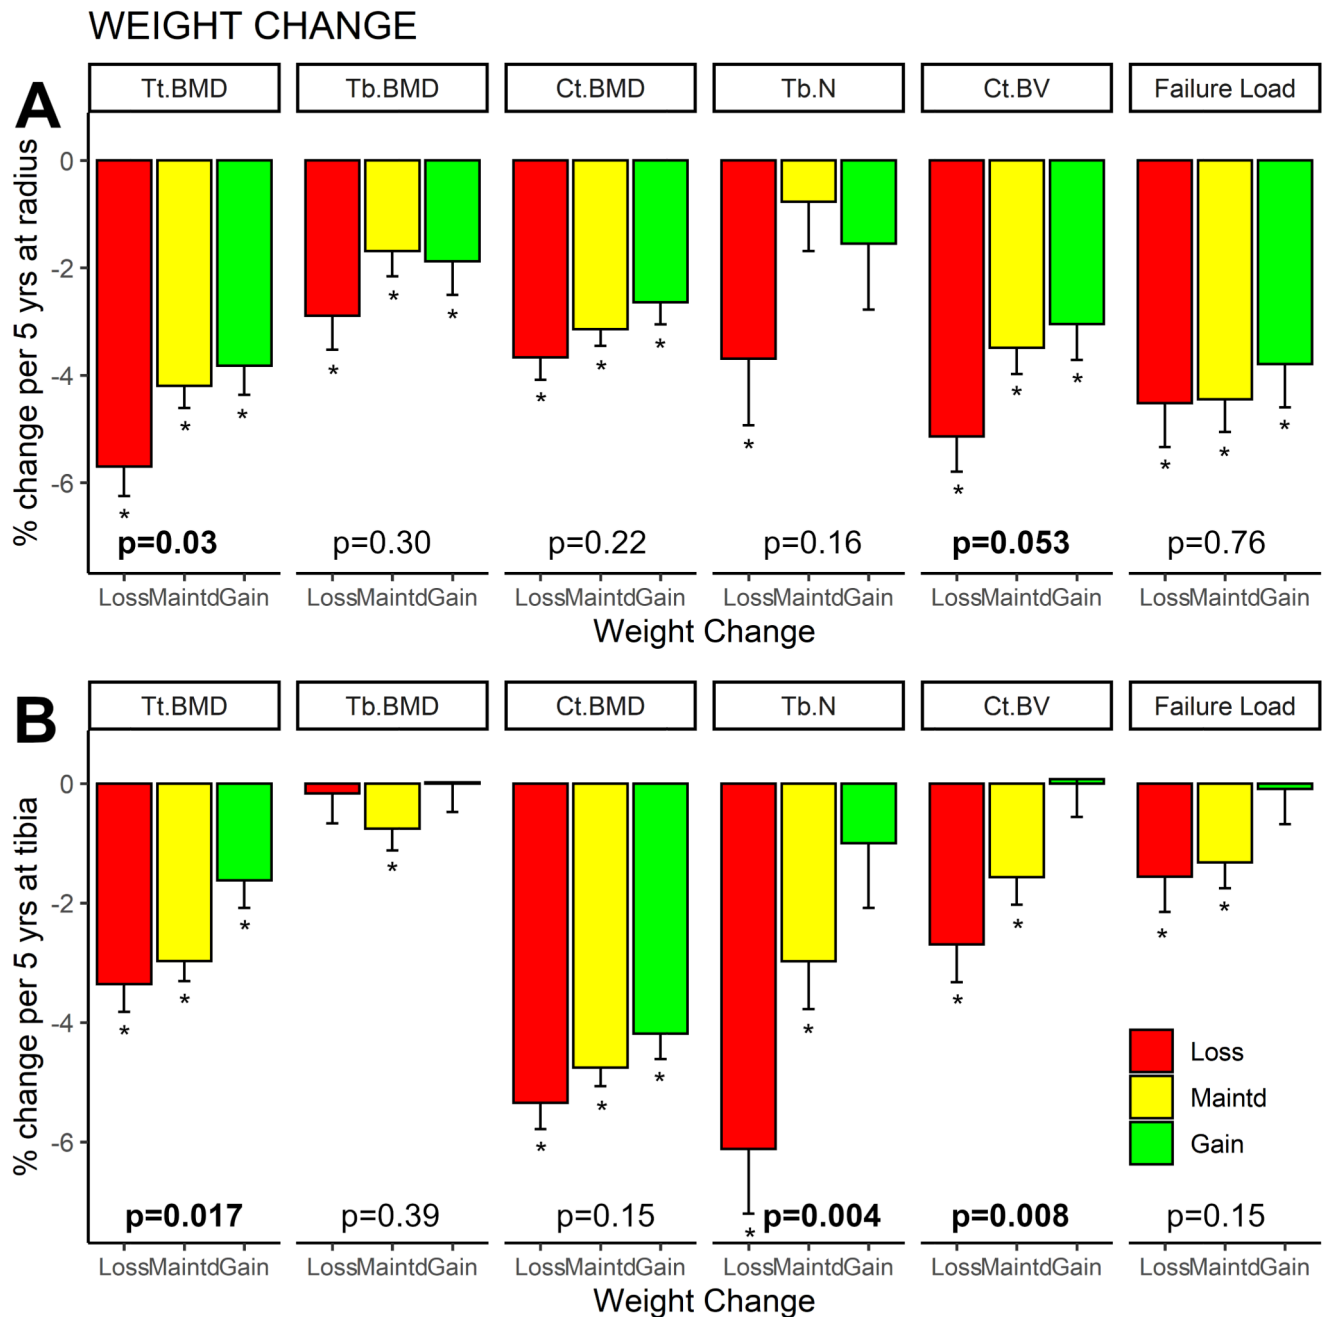 WEIGHT CHANGE
A
Tt.BMD Tb.BMD Ct.BMD Tb.N Ct.BV Failure Load
% change per 5 yrs at radius
0
-2
-4
-6
* * * * * * * * * * * * * * * *
p=0.03 p=0.30 p=0.22 p=0.16 p=0.053 p=0.76
LossMaintdGain LossMaintdGain LossMaintdGain LossMaintdGain LossMaintdGain LossMaintdGain
Weight Change
B
Tt.BMD Tb.BMD Ct.BMD Tb.N Ct.BV Failure Load
% change per 5 yrs at tibia
0
-2
-4
-6
* * * * * * * * * * * * *
Loss
Maintd
Gain
p=0.017 p=0.39 p=0.15 p=0.004 p=0.008 p=0.15
LossMaintdGain LossMaintdGain LossMaintdGain LossMaintdGain LossMaintdGain LossMaintdGain
Weight Change